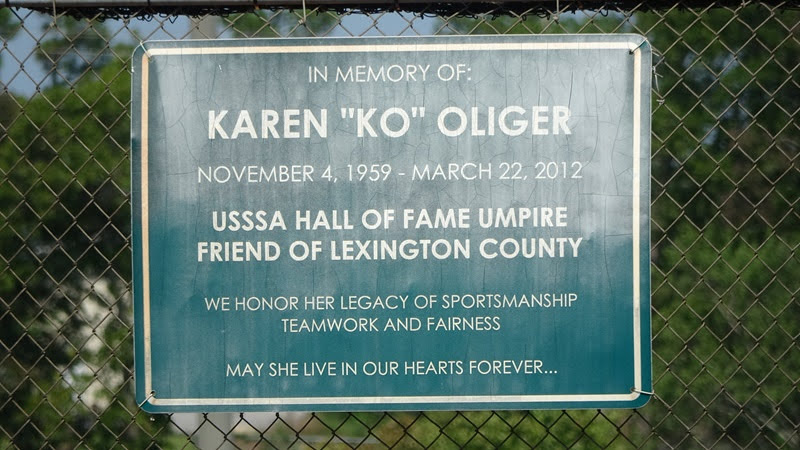 IN MEMORY OF:
KAREN "KO" OLIGER
NOVEMBER 4, 1959 - MARCH 22, 2012
USSSA HALL OF FAME UMPIRE
FRIEND OF LEXINGTON COUNTY
WE HONOR HER LEGACY OF SPORTSMANSHIP
TEAMWORK AND FAIRNESS
MAY SHE LIVE IN OUR HEARTS FOREVER...